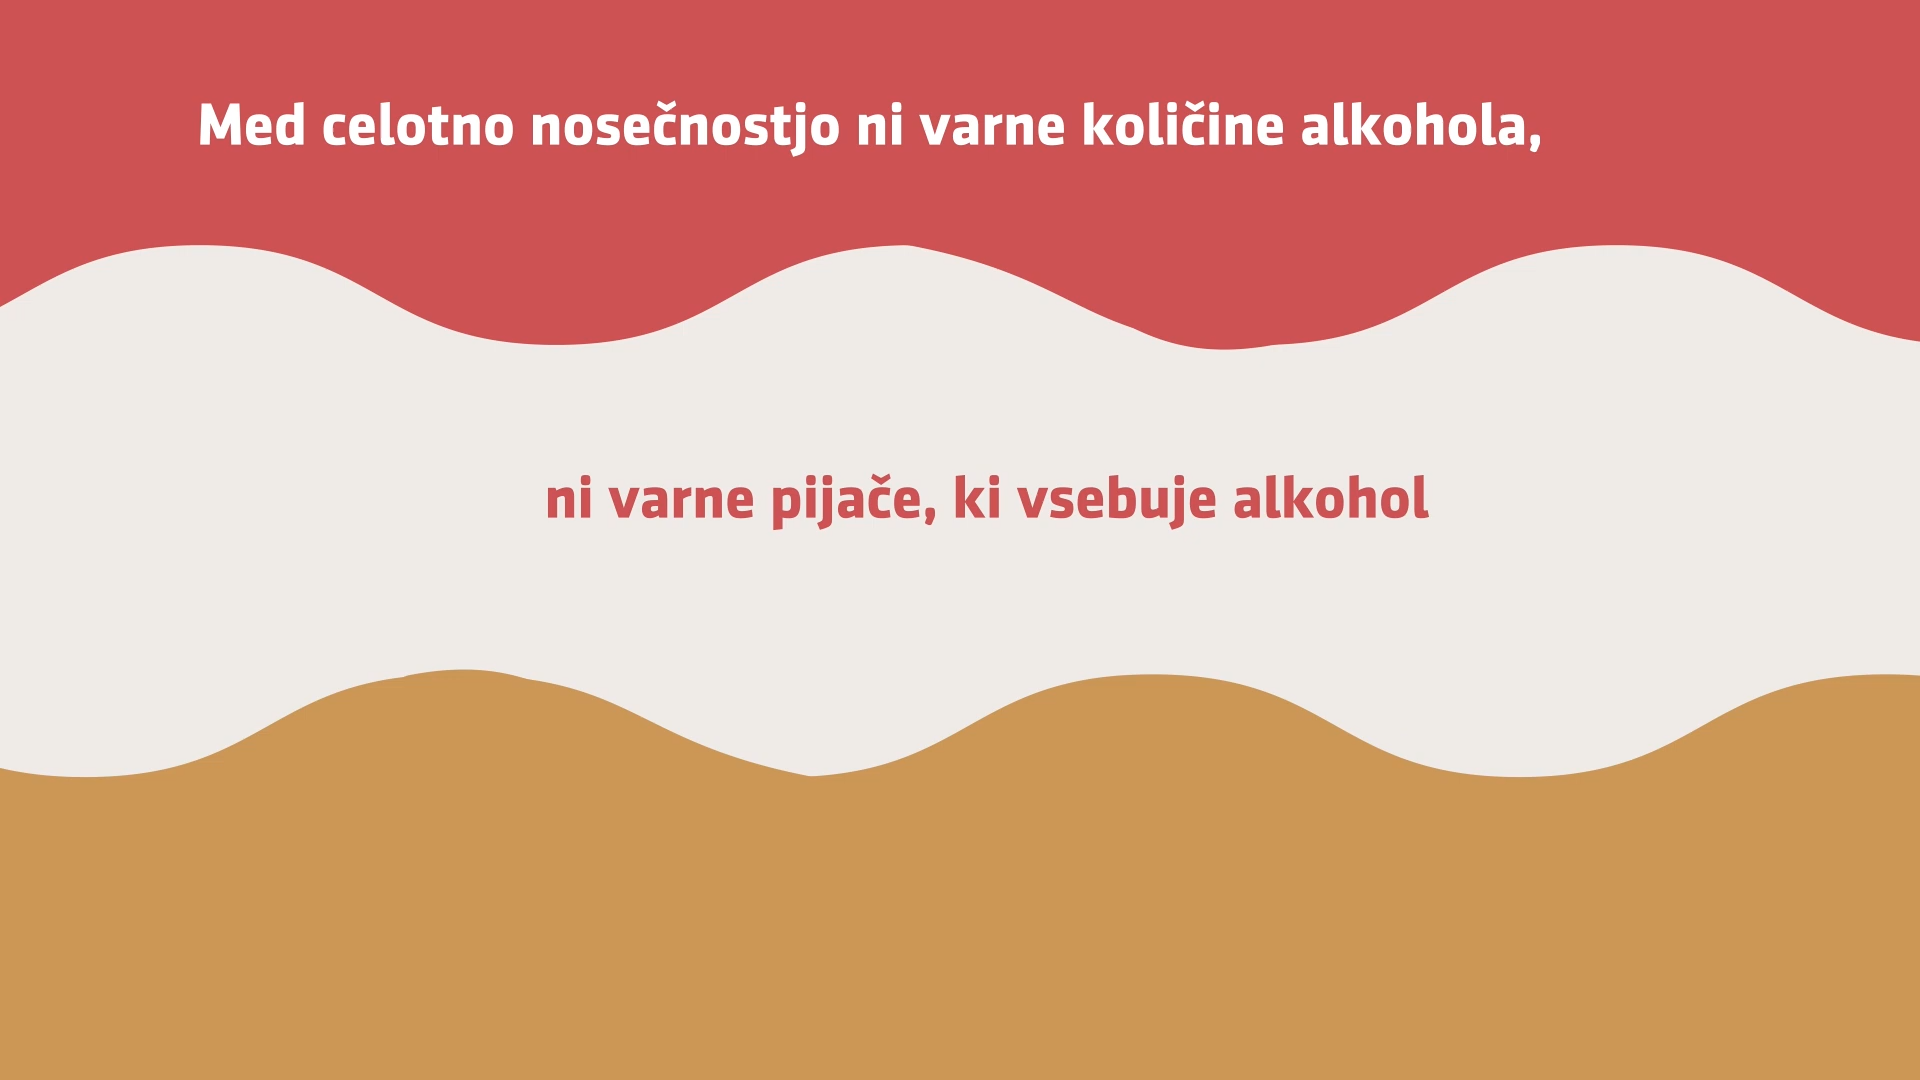 Med celotno nosečnostjo ni varne količine alkohola,
ni varne pijače, ki vsebuje alkohol